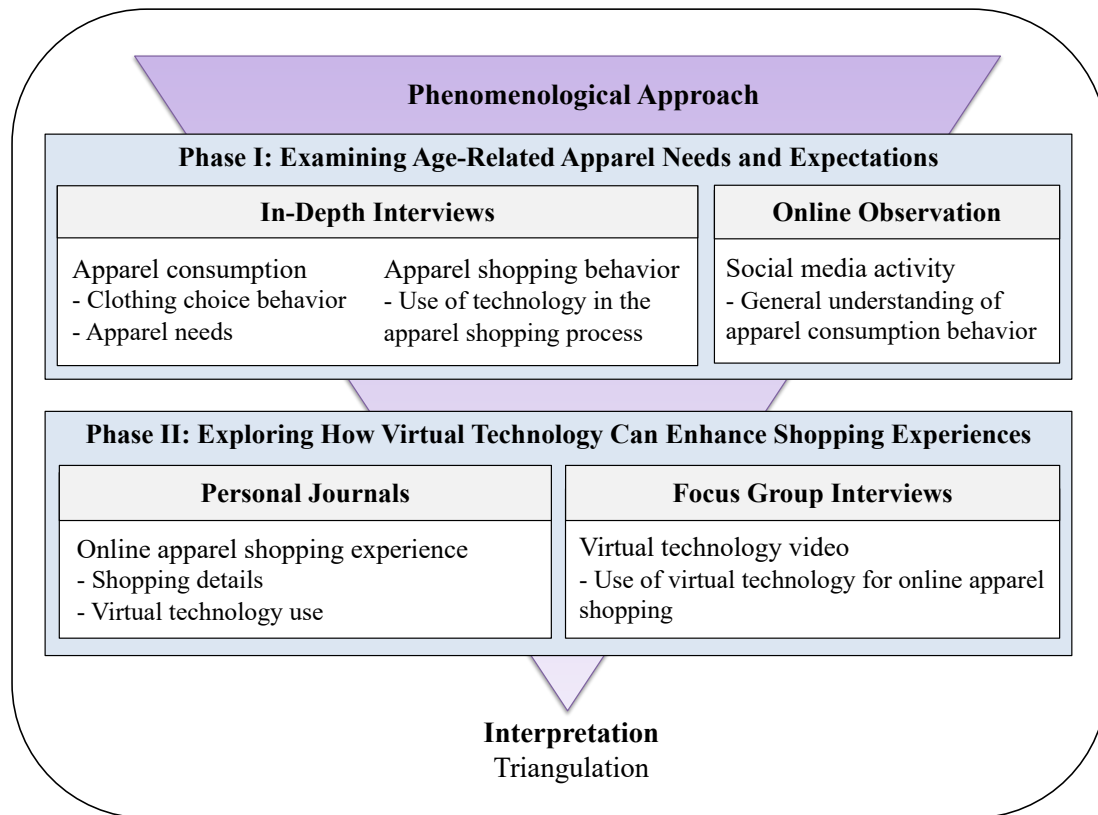 Phenomenological Approach
Phase I: Examining Age-Related Apparel Needs and Expectations
In-Depth Interviews
Apparel consumption
- Clothing choice behavior
- Apparel needs
Apparel shopping behavior
- Use of technology in the
apparel shopping process
Online Observation
Social media activity
- General understanding of
apparel consumption behavior
Phase II: Exploring How Virtual Technology Can Enhance Shopping Experiences
Personal Journals
Online apparel shopping experience
- Shopping details
- Virtual technology use
Focus Group Interviews
Virtual technology video
- Use of virtual technology for online apparel
shopping
Interpretation
Triangulation